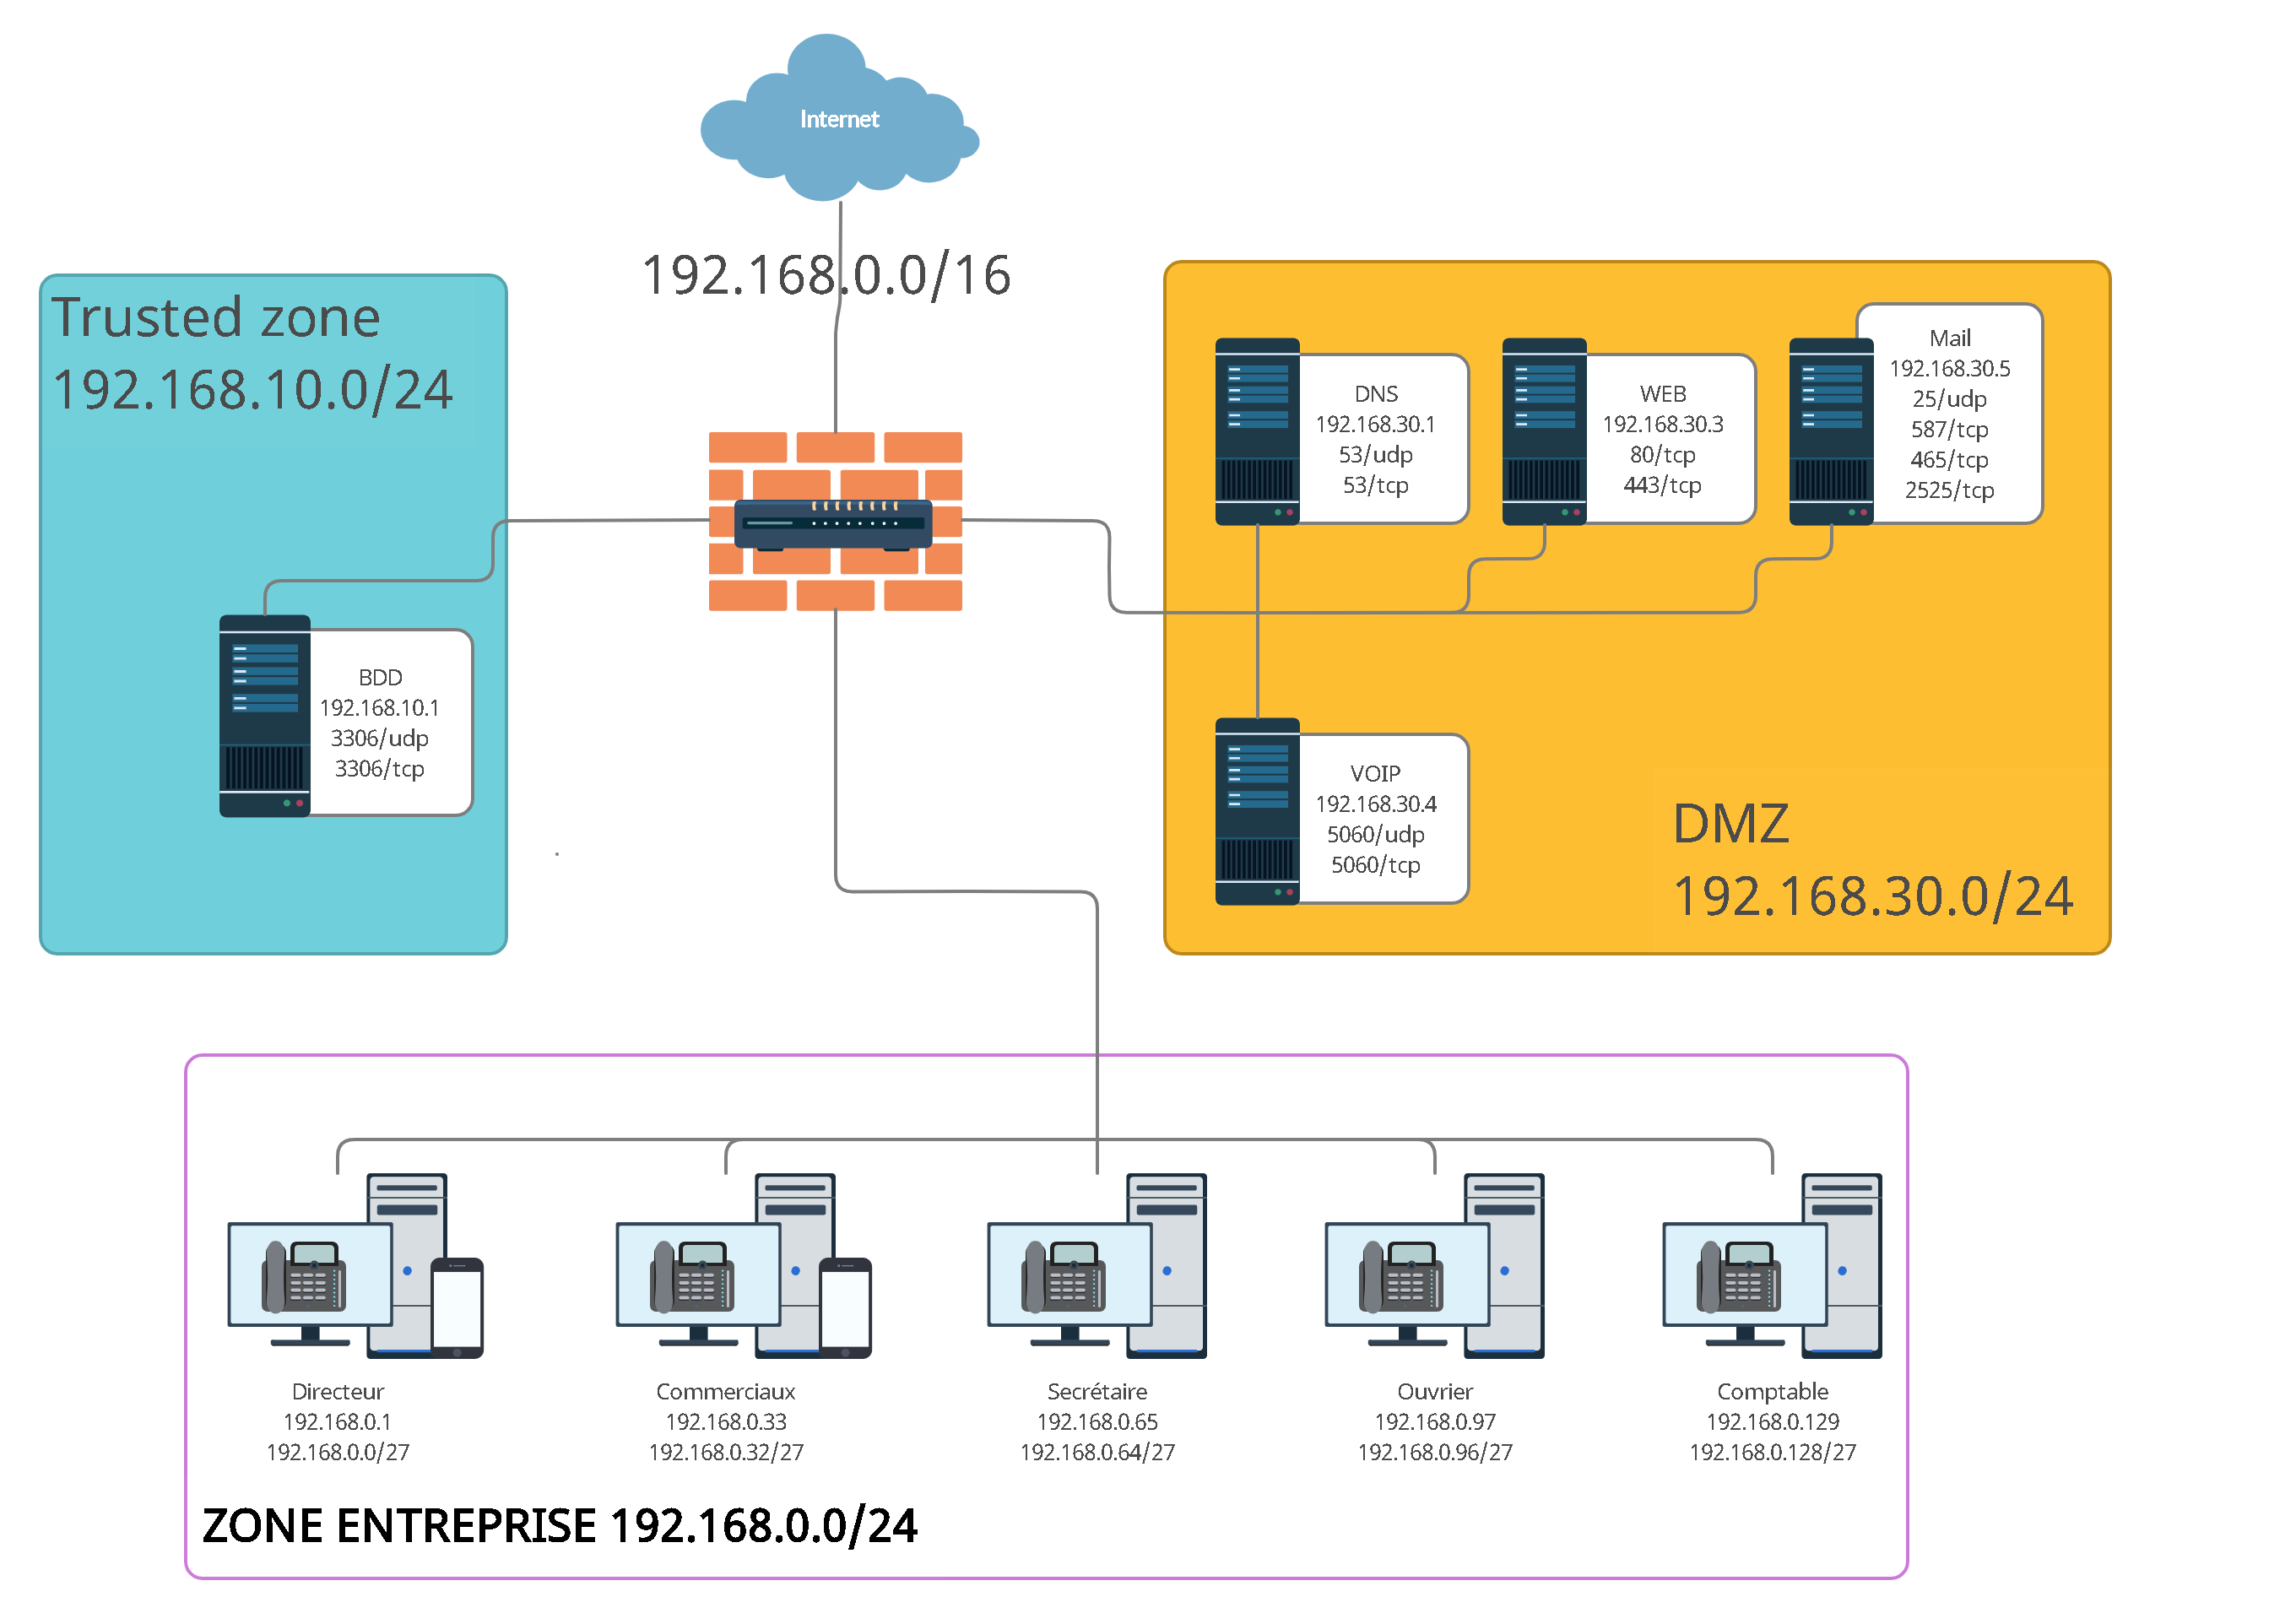 Internet
192.168.0.0/16
Trusted zone
192.168.10.0/24
BDD
192.168.10.1
3306/udp
3306/tcp
DNS
192.168.30.1
53/udp
53/tcp
WEB
192.168.30.3
80/tcp
443/tcp
Mail
192.168.30.5
25/udp
587/tcp
465/tcp
2525/tcp
VOIP
192.168.30.4
5060/udp
5060/tcp
DMZ
192.168.30.0/24
Directeur
192.168.0.1
192.168.0.0/27
Commerciaux
192.168.0.33
192.168.0.32/27
Secrétaire
192.168.0.65
192.168.0.64/27
Ouvrier
192.168.0.97
192.168.0.96/27
Comptable
192.168.0.129
192.168.0.128/27
ZONE ENTREPRISE 192.168.0.0/24